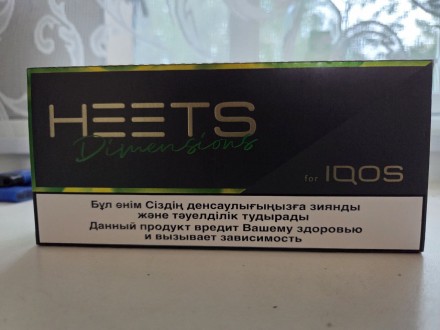 HEETS
Dimensions
for IQOS
Бұл өнім Сіздің денсаулығыңызға зиянды
және тәуелділік тудырады
Данный продукт вредит Вашему здоровью
и вызывает зависимость